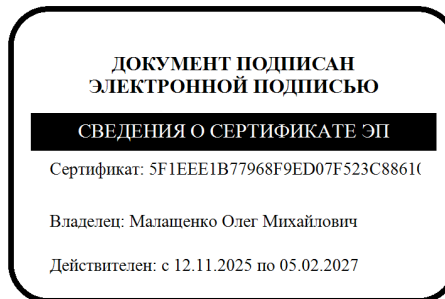 ДОКУМЕНТ ПОДПИСАН
ЭЛЕКТРОННОЙ ПОДПИСЬЮ
СВЕДЕНИЯ О СЕРТИФИКАТЕ ЭП
Сертификат: 5F1EEE1B77968F9ED07F523C8861
Владелец: Малащенко Олег Михайлович
Действителен: с 12.11.2025 по 05.02.2027